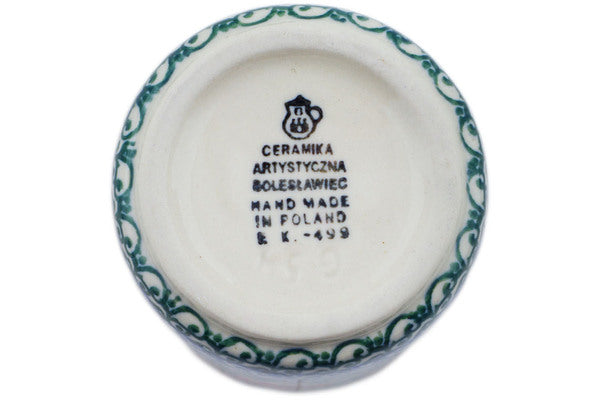 CERAMIKA
ARTYSTYCZNA
BOLESŁAWIEC
HAND MADE
IN POLAND
E K. -499